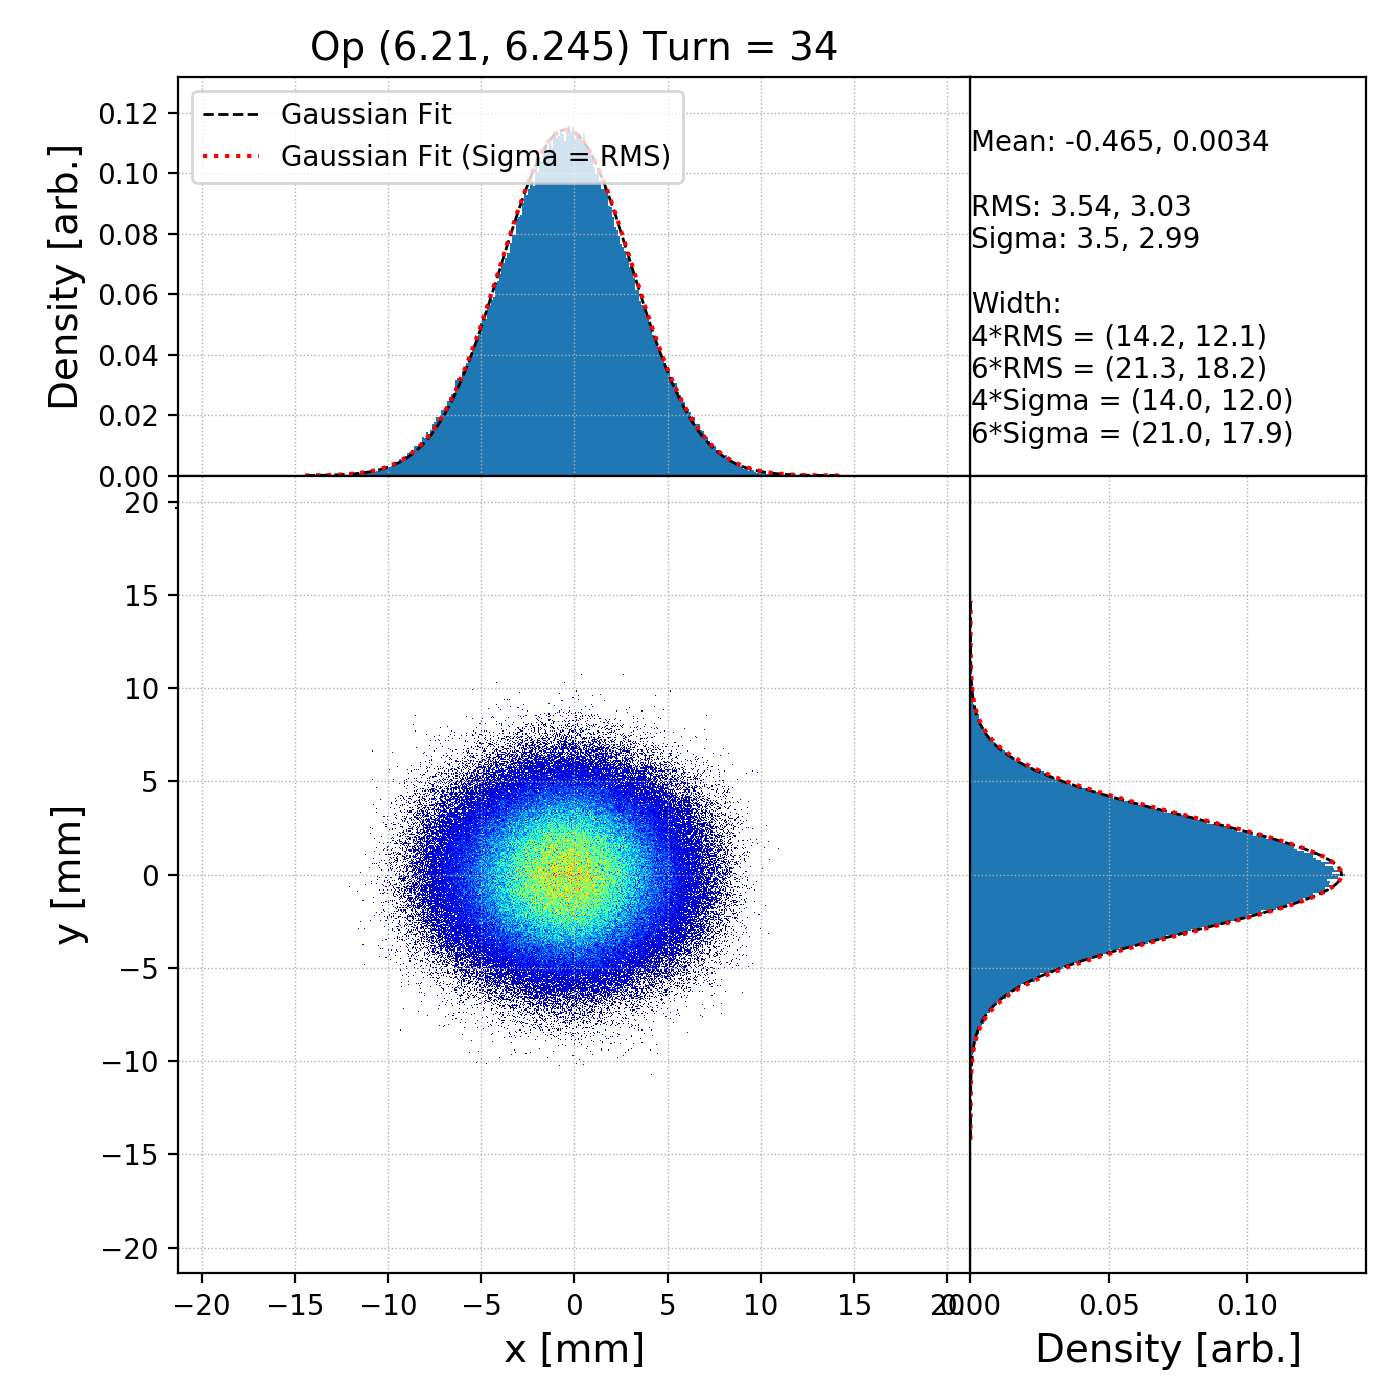 Op (6.21, 6.245) Turn = 34
Gaussian Fit
Gaussian Fit (Sigma = RMS)
Density [arb.]
0.12
0.10
0.08
0.06
0.04
0.02
0.00
Mean: -0.465, 0.0034
RMS: 3.54, 3.03
Sigma: 3.5, 2.99
Width:
4*RMS = (14.2, 12.1)
6*RMS = (21.3, 18.2)
4*Sigma = (14.0, 12.0)
6*Sigma = (21.0, 17.9)
y [mm]
20
15
10
5
0
−5
−10
−15
−20
−20 −15 −10 −5 0 5 10 15 20
x [mm]
0.00 0.05 0.10
Density [arb.]